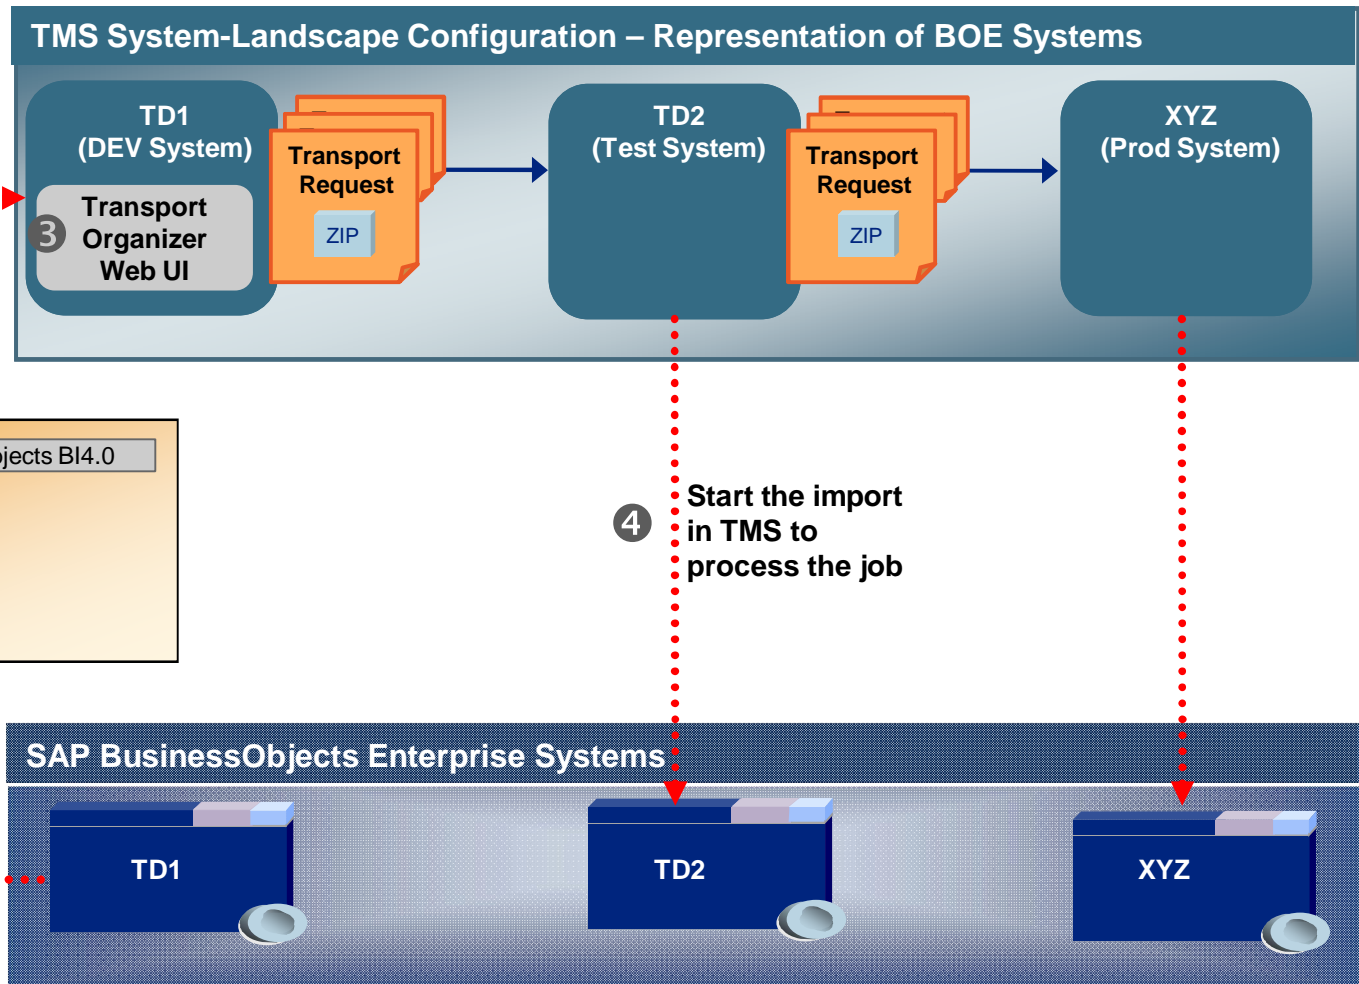 TMS System-Landscape Configuration – Representation of BOE Systems
TD1
(DEV System)
Transport
Organizer
Web UI
3
Transport
Request
ZIP
TD2
(Test System)
Transport
Request
ZIP
XYZ
(Prod System)
jects BI4.0
4
Start the import
in TMS to
process the job
SAP BusinessObjects Enterprise Systems
TD1
TD2
XYZ